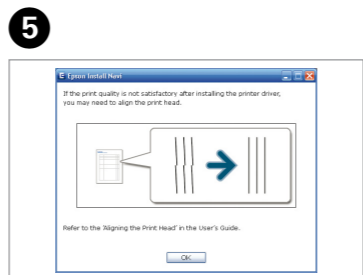 5
Epson Install Navi
If the print quality is not satisfactory after installing the printer driver,
you may need to align the print head.
Refer to the 'Aligning the Print Head' in the User's Guide.
OK